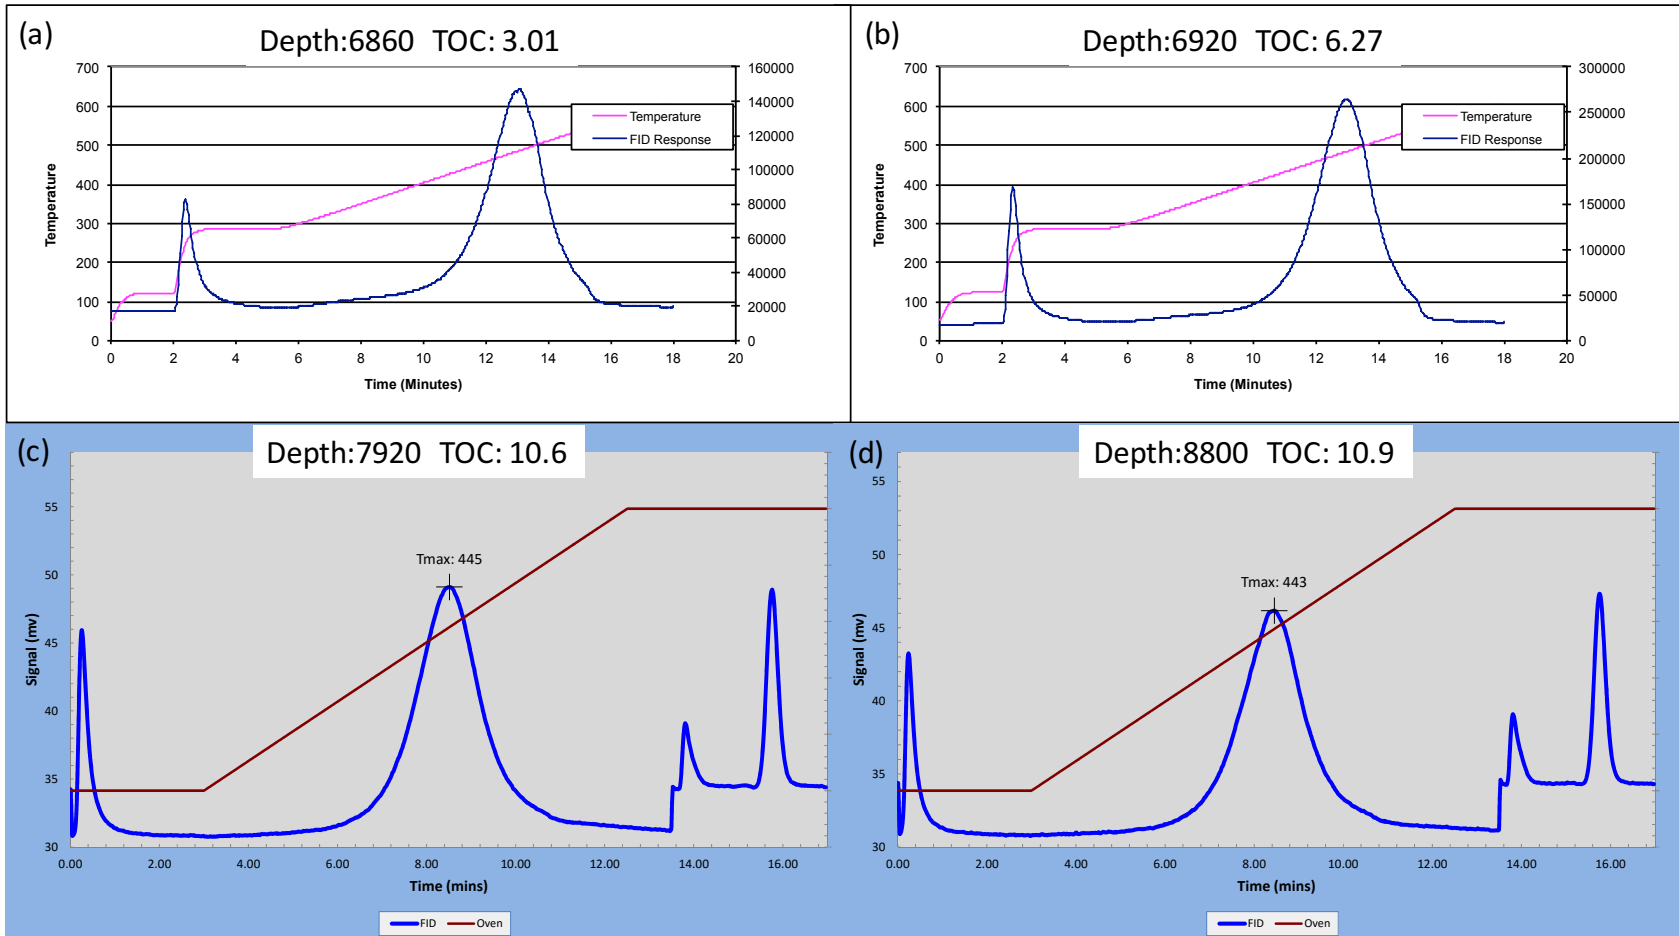 (a)
Depth:6860 TOC: 3.01
700
600
500
400
300
200
100
0
Temperature
160000
140000
120000
100000
80000
60000
40000
20000
0
Temperature
FID Response
0 2 4 6 8 10 12 14 16 18 20
Time (Minutes)
(b)
Depth:6920 TOC: 6.27
700
600
500
400
300
200
100
0
Temperature
300000
250000
200000
150000
100000
50000
0
Temperature
FID Response
0 2 4 6 8 10 12 14 16 18 20
Time (Minutes)
(c)
Depth:7920 TOC: 10.6
55
50
45
40
35
30
Signal (mv)
Tmax: 445
0.00 2.00 4.00 6.00 8.00 10.00 12.00 14.00 16.00
Time (mins)
FID Oven
(d)
Depth:8800 TOC: 10.9
55
50
45
40
35
30
Signal (mv)
Tmax: 443
0.00 2.00 4.00 6.00 8.00 10.00 12.00 14.00 16.00
Time (mins)
FID Oven